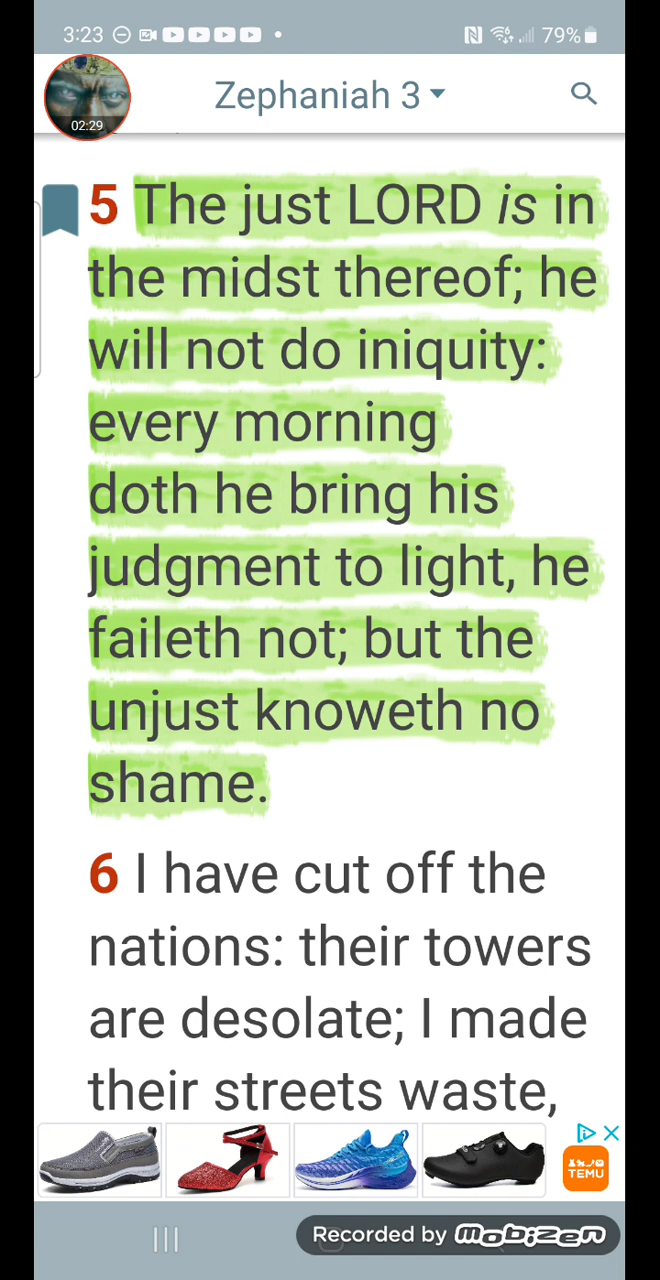 3:23
79%
02:29
Zephaniah 3
5 The just LORD is in
the midst thereof; he
will not do iniquity:
every morning
doth he bring his
judgment to light, he
faileth not; but the
unjust knoweth no
shame.
6 I have cut off the
nations: their towers
are desolate; I made
their streets waste,
TEMU
Recorded by Mobizen